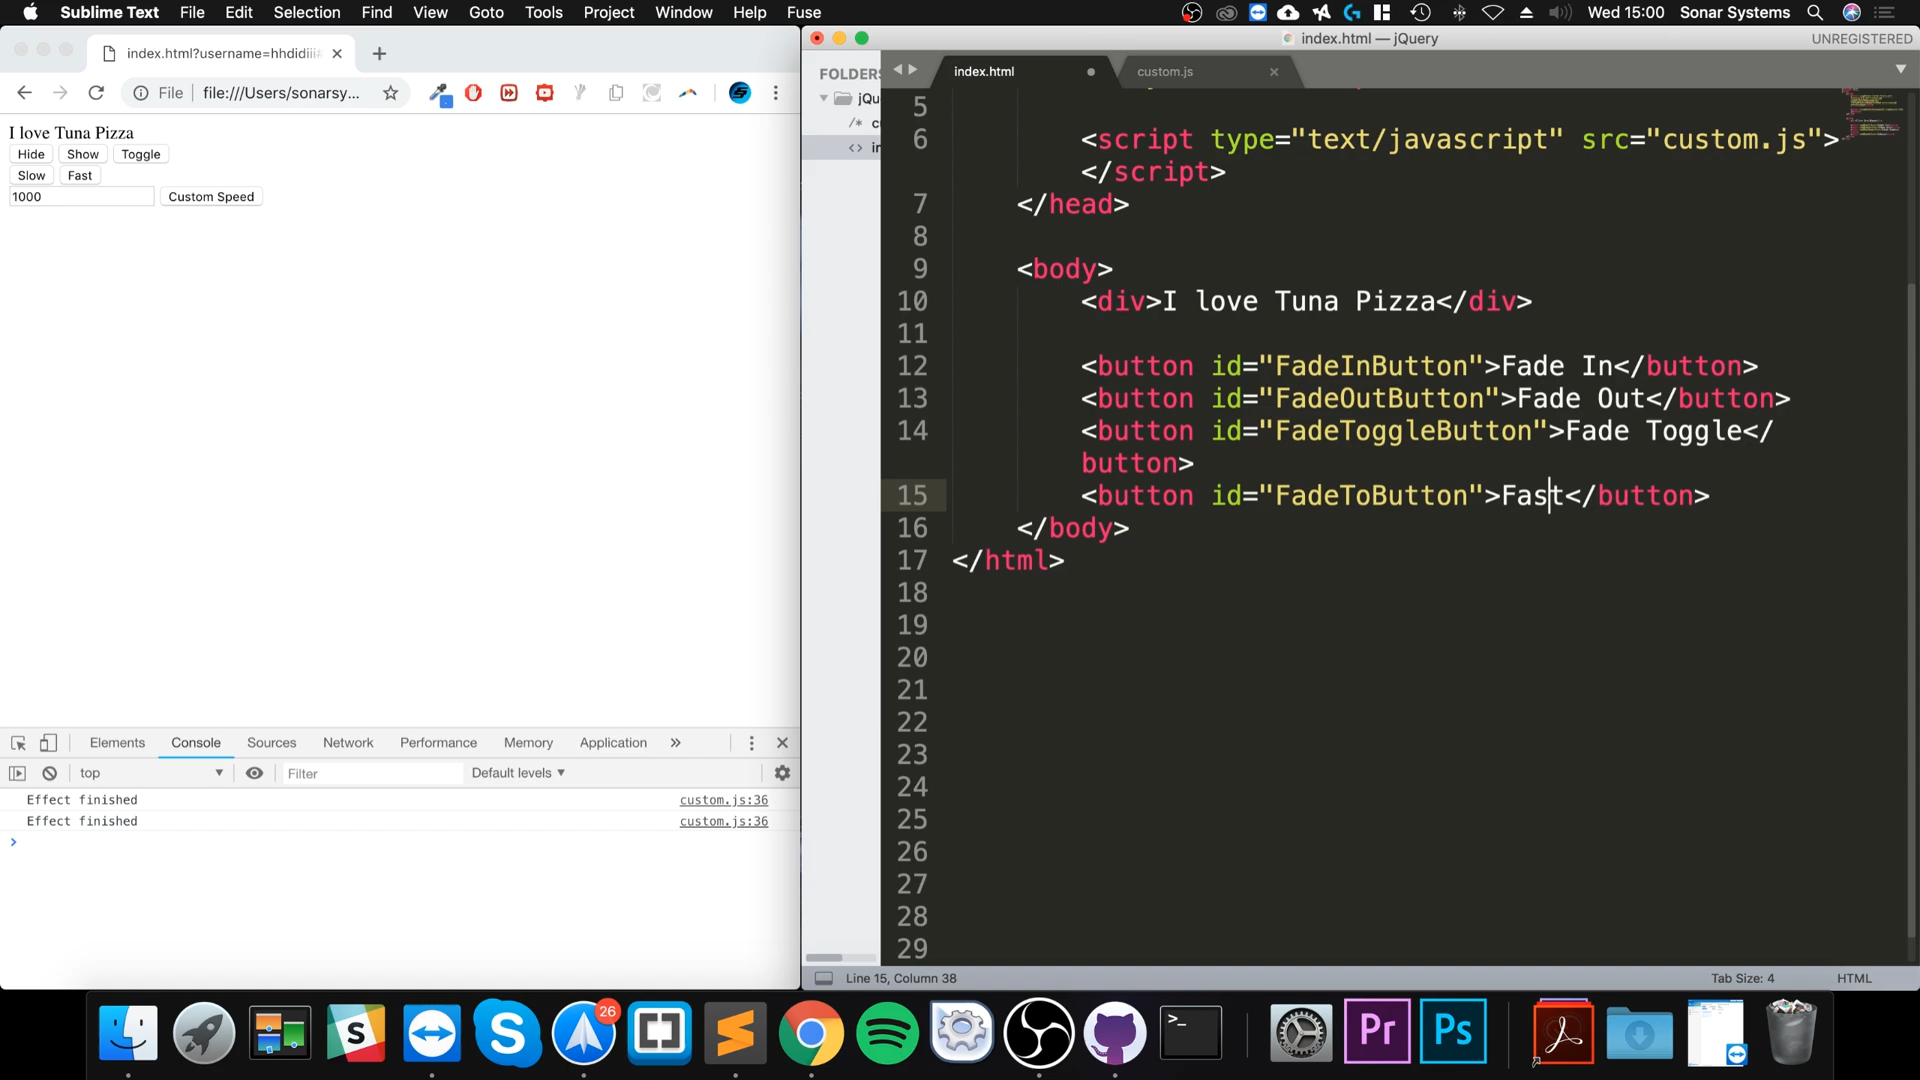 Sublime Text File Edit Selection Find View Goto Tools Project Window Help Fuse Wed 15:00 Sonar Systems
index.html?username=hhdidiii
File file:///Users/sonarsy...
I love Tuna Pizza
Hide Show Toggle
Slow Fast
1000 Custom Speed
Elements Console Sources Network Performance Memory Application »
top Filter Default levels ▼
Effect finished custom.js:36
Effect finished custom.js:36
>
index.html — jQuery UNREGISTERED
FOLDERS
jQu
/* c
<> in
index.html custom.js
5
6 <script type="text/javascript" src="custom.js">
</script>
7 </head>
8
9 <body>
10 <div>I love Tuna Pizza</div>
11
12 <button id="FadeInButton">Fade In</button>
13 <button id="FadeOutButton">Fade Out</button>
14 <button id="FadeToggleButton">Fade Toggle</
button>
15 <button id="FadeToButton">Fast</button>
16 </body>
17 </html>
18
19
20
21
22
23
24
25
26
27
28
29
Line 15, Column 38 Tab Size: 4 HTML
S
S
26
>_
Pr
Ps